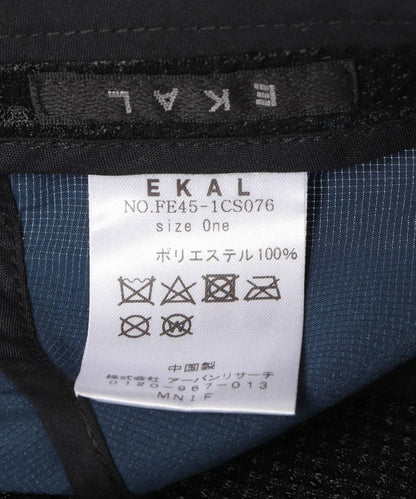 EKAL
EKAL
NO.FE45-1CS076
size One
ポリエステル100%
中国製
株式会社 アーバンリサーチ
0120-967-013
MNIF